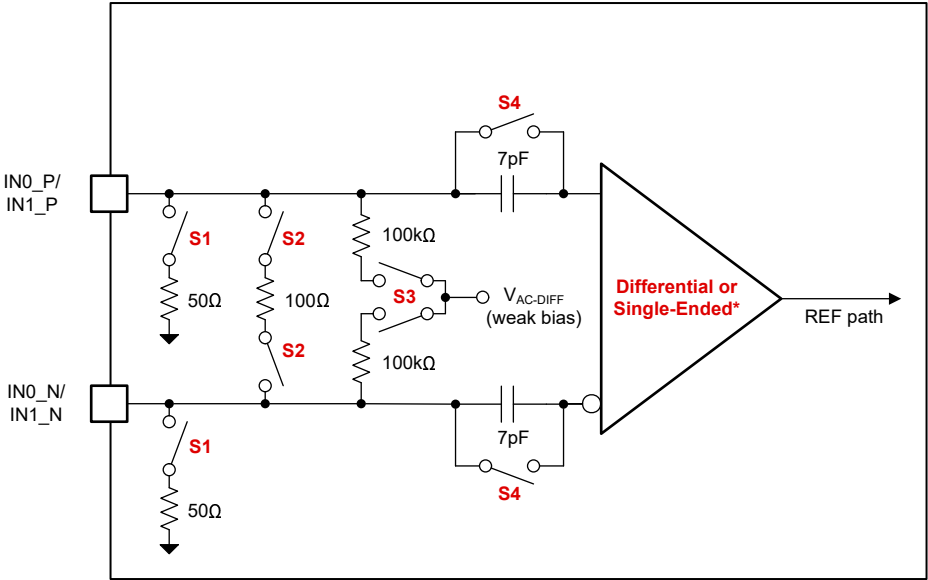 S4
7pF
IN0_P/
IN1_P
S1
S2
100kΩ
50Ω
100Ω
S3
V_AC-DIFF
(weak bias)
Differential or
Single-Ended*
REF path
S2
100kΩ
IN0_N/
IN1_N
S1
7pF
S4
50Ω